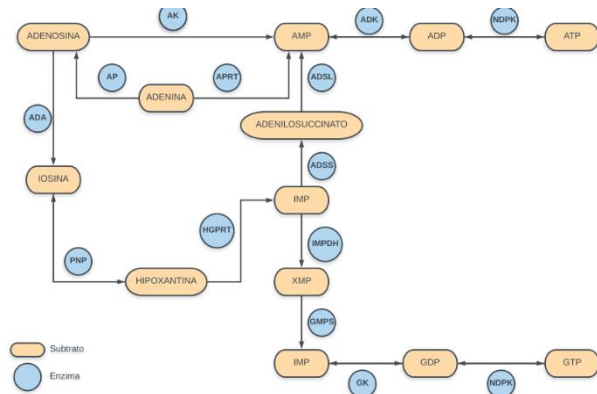 AK
ADENOSINA
AMP
ADK
ADP
NDPK
ATP
AP
APRT
ADSL
ADENINA
ADA
ADENILOSUCCINATO
ADSS
IOSINA
IMP
HGPRT
IMPDH
PNP
HIPOXANTINA
XMP
GMPS
Subtrato
IMP
GDP
GTP
Enzima
GK
NDPK